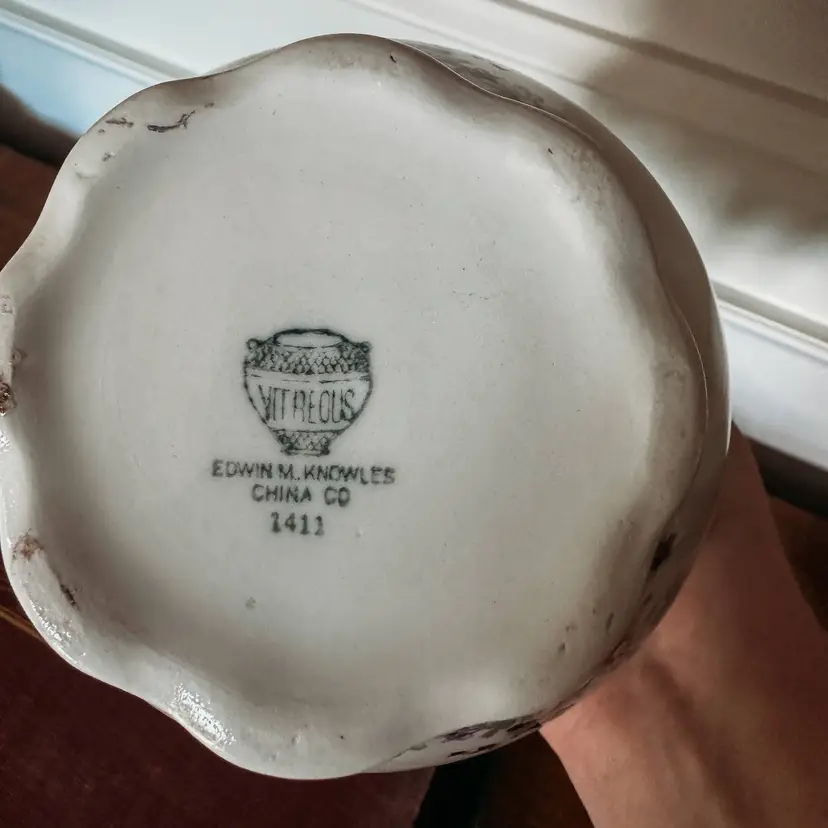 VITREOUS
EDWIN M. KNOWLES
CHINA CO
1411